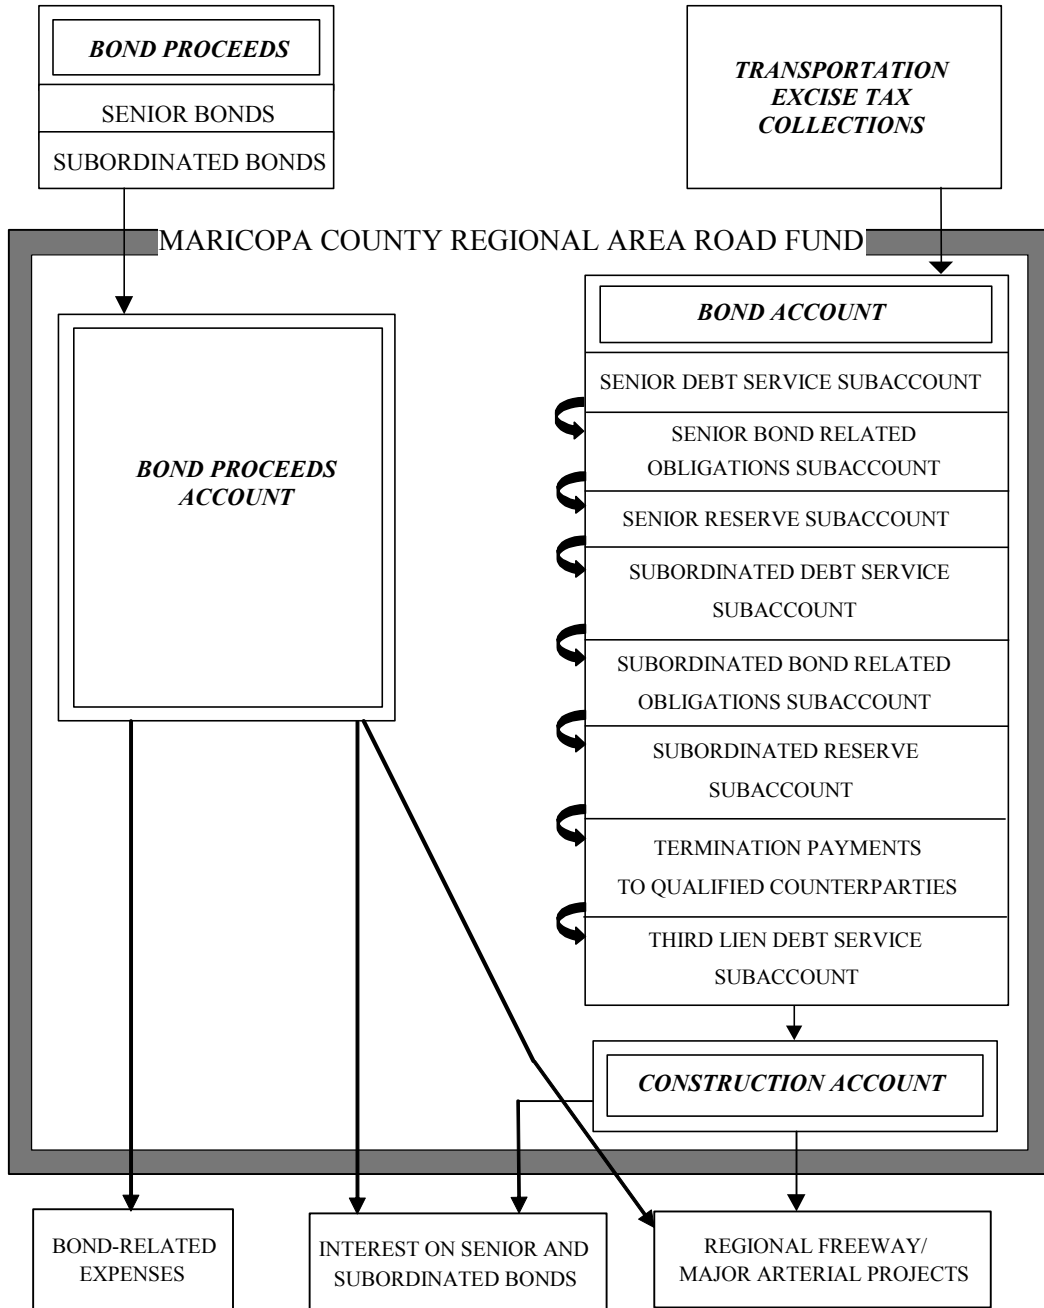 BOND PROCEEDS
SENIOR BONDS
SUBORDINATED BONDS
TRANSPORTATION
EXCISE TAX
COLLECTIONS
MARICOPA COUNTY REGIONAL AREA ROAD FUND
BOND PROCEEDS
ACCOUNT
BOND ACCOUNT
SENIOR DEBT SERVICE SUBACCOUNT
SENIOR BOND RELATED
OBLIGATIONS SUBACCOUNT
SENIOR RESERVE SUBACCOUNT
SUBORDINATED DEBT SERVICE
SUBACCOUNT
SUBORDINATED BOND RELATED
OBLIGATIONS SUBACCOUNT
SUBORDINATED RESERVE
SUBACCOUNT
TERMINATION PAYMENTS
TO QUALIFIED COUNTERPARTIES
THIRD LIEN DEBT SERVICE
SUBACCOUNT
CONSTRUCTION ACCOUNT
BOND-RELATED
EXPENSES
INTEREST ON SENIOR AND
SUBORDINATED BONDS
REGIONAL FREEWAY/
MAJOR ARTERIAL PROJECTS